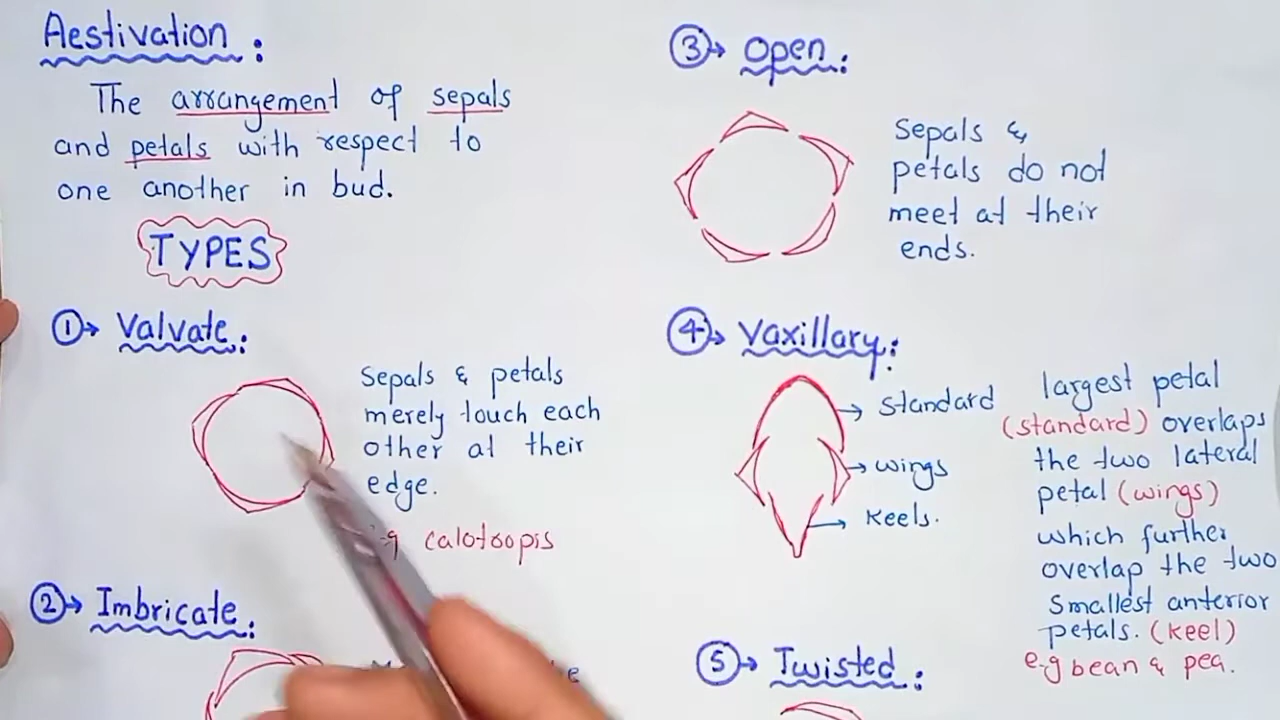 Aestivation :
The arrangement of sepals
and petals with respect to
one another in bud.
TYPES
① → Valvate :
Sepals & petals
merely touch each
other at their
edge.
calotropis
② → Imbricate :
③ → Open :
Sepals &
petals do not
meet at their
ends.
④ → Vaxillary :
Standard
wings
Keels.
largest petal
(standard) overlaps
the two lateral
petal (wings)
which further
overlap the two
Smallest anterior
petals. (keel)
e.g bean & pea.
⑤ → Twisted :